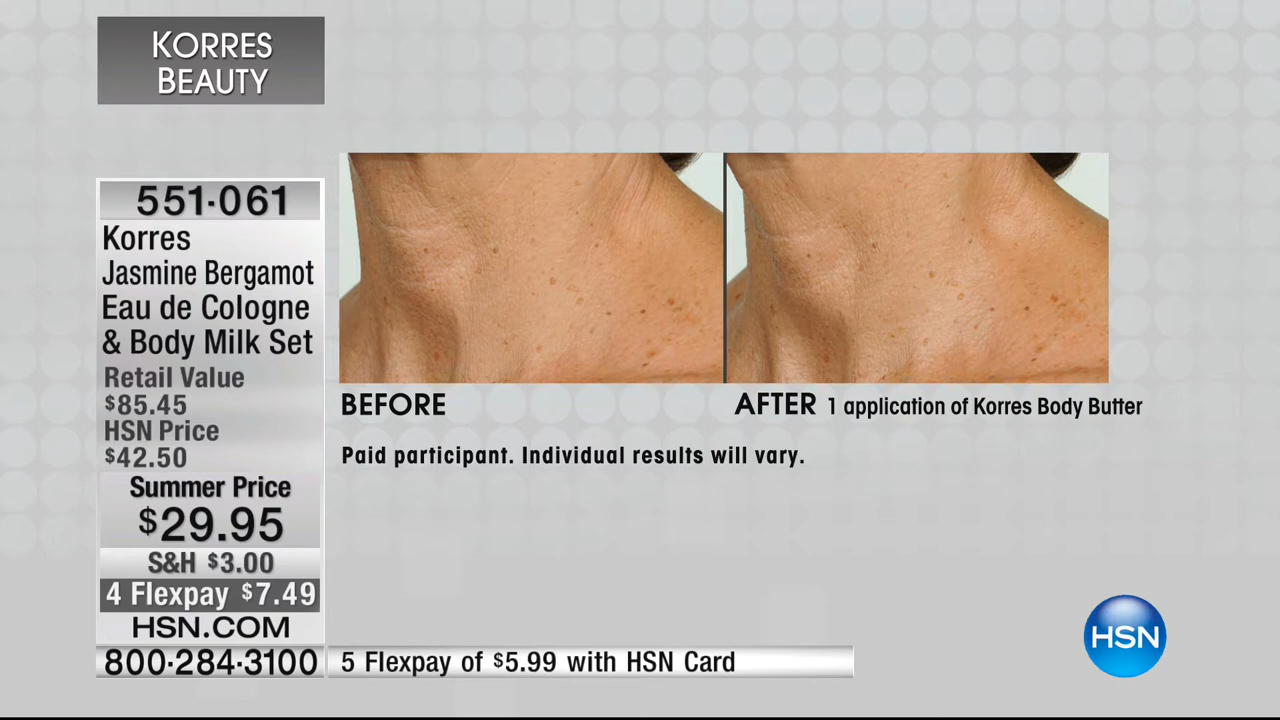 KORRES
BEAUTY
551·061
Korres
Jasmine Bergamot
Eau de Cologne
& Body Milk Set
Retail Value
$85.45
HSN Price
$42.50
Summer Price
$29.95
S&H $3.00
4 Flexpay $7.49
HSN.COM
800·284·3100
BEFORE
AFTER 1 application of Korres Body Butter
Paid participant. Individual results will vary.
5 Flexpay of $5.99 with HSN Card
HSN